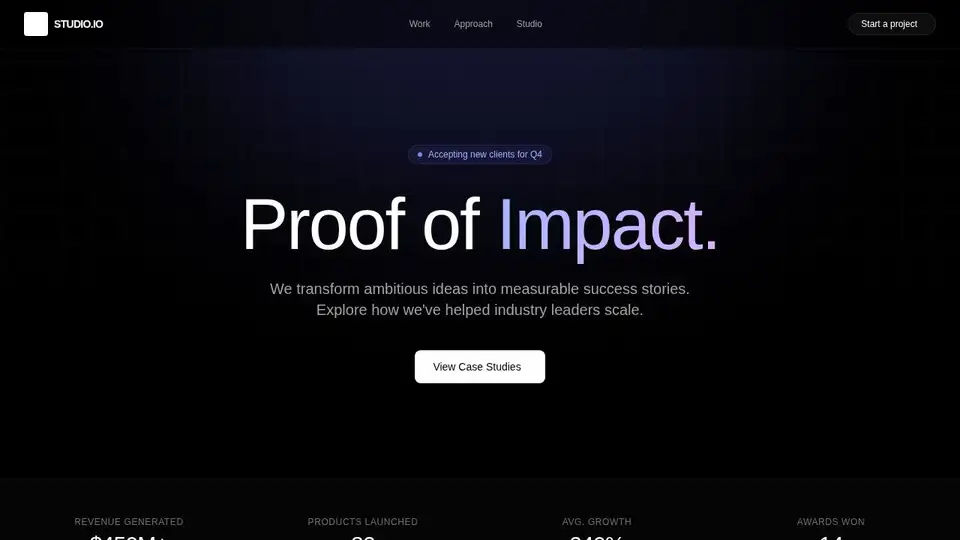 STUDIO.IO
Work
Approach
Studio
Start a project
Accepting new clients for Q4
Proof of Impact.
We transform ambitious ideas into measurable success stories.
Explore how we've helped industry leaders scale.
View Case Studies
REVENUE GENERATED
PRODUCTS LAUNCHED
AVG. GROWTH
AWARDS WON